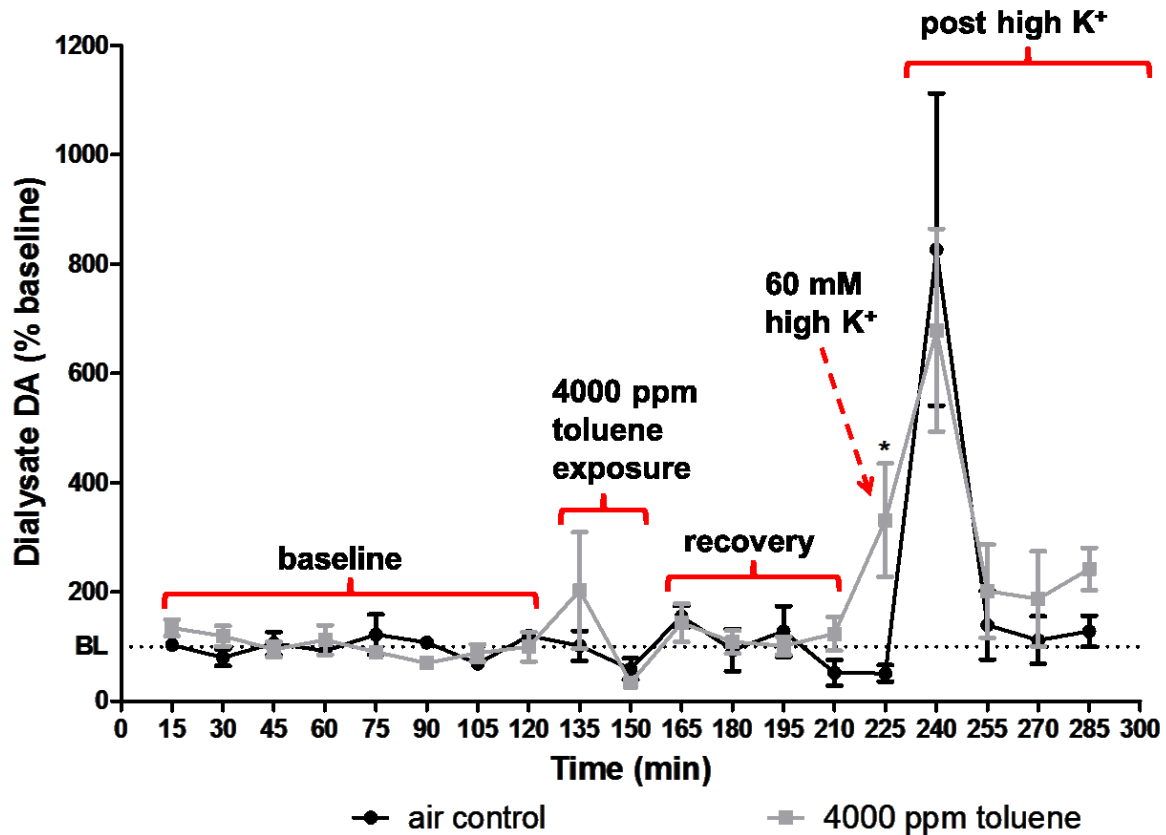 post high K⁺
1200
1000
800
600
400
200
BL
0
Dialysate DA (% baseline)
60 mM
high K⁺
4000 ppm
toluene
exposure
*
recovery
baseline
0 15 30 45 60 75 90 105 120 135 150 165 180 195 210 225 240 255 270 285 300
Time (min)
air control
4000 ppm toluene